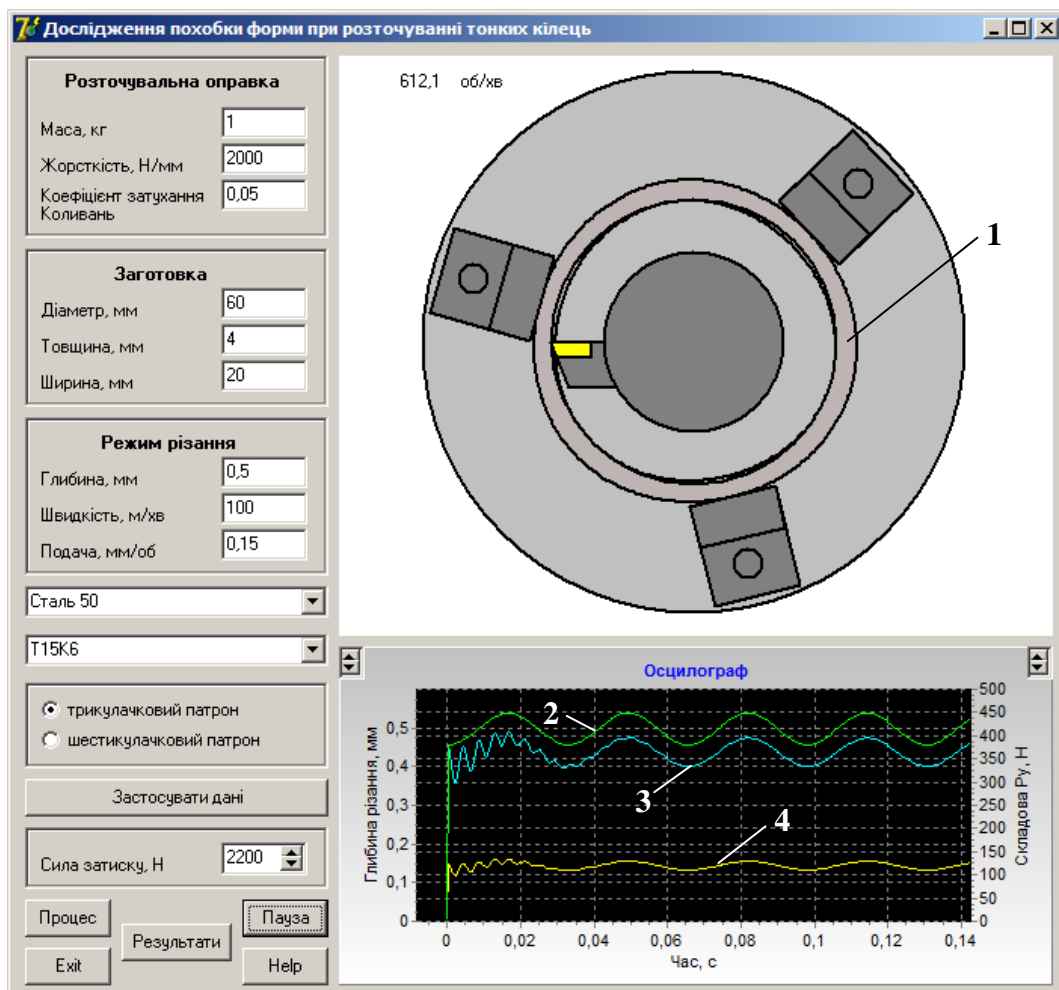 Дослідження похобки форми при розточуванні тонких кілець
Розточувальна оправка
Маса, кг
1
Жорсткість, Н/мм
2000
Коефіцієнт затухання
Коливань
0,05
Заготовка
Діаметр, мм
60
Товщина, мм
4
Ширина, мм
20
Режим різання
Глибина, мм
0,5
Швидкість, м/хв
100
Подача, мм/об
0,15
Сталь 50
Т15К6
трикулачковий патрон
шестикулачковий патрон
Застосувати дані
Сила затиску, Н
2200
Процес
Результати
Пауза
Exit
Help
612,1 об/хв
1
Осцилограф
Глибина різання, мм
0,5
0,4
0,3
0,2
0,1
0
2
3
4
500
450
400
350
300
250
200
150
100
50
0
Складова Ру, Н
0 0,02 0,04 0,06 0,08 0,1 0,12 0,14
Час, с